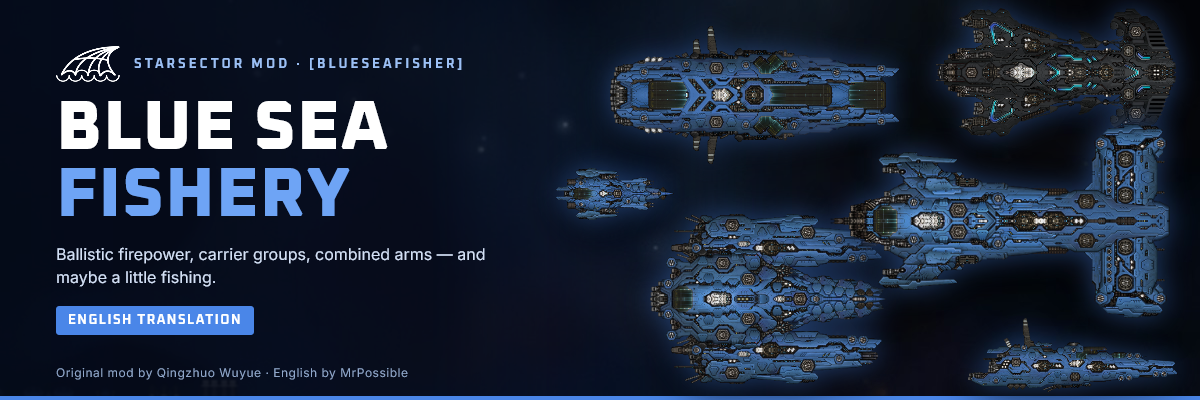 STARSECTOR MOD · [BLUESEAFISHER]
BLUE SEA
FISHERY
Ballistic firepower, carrier groups, combined arms — and
maybe a little fishing.
ENGLISH TRANSLATION
Original mod by Qingzhuo Wuyue · English by MrPossible